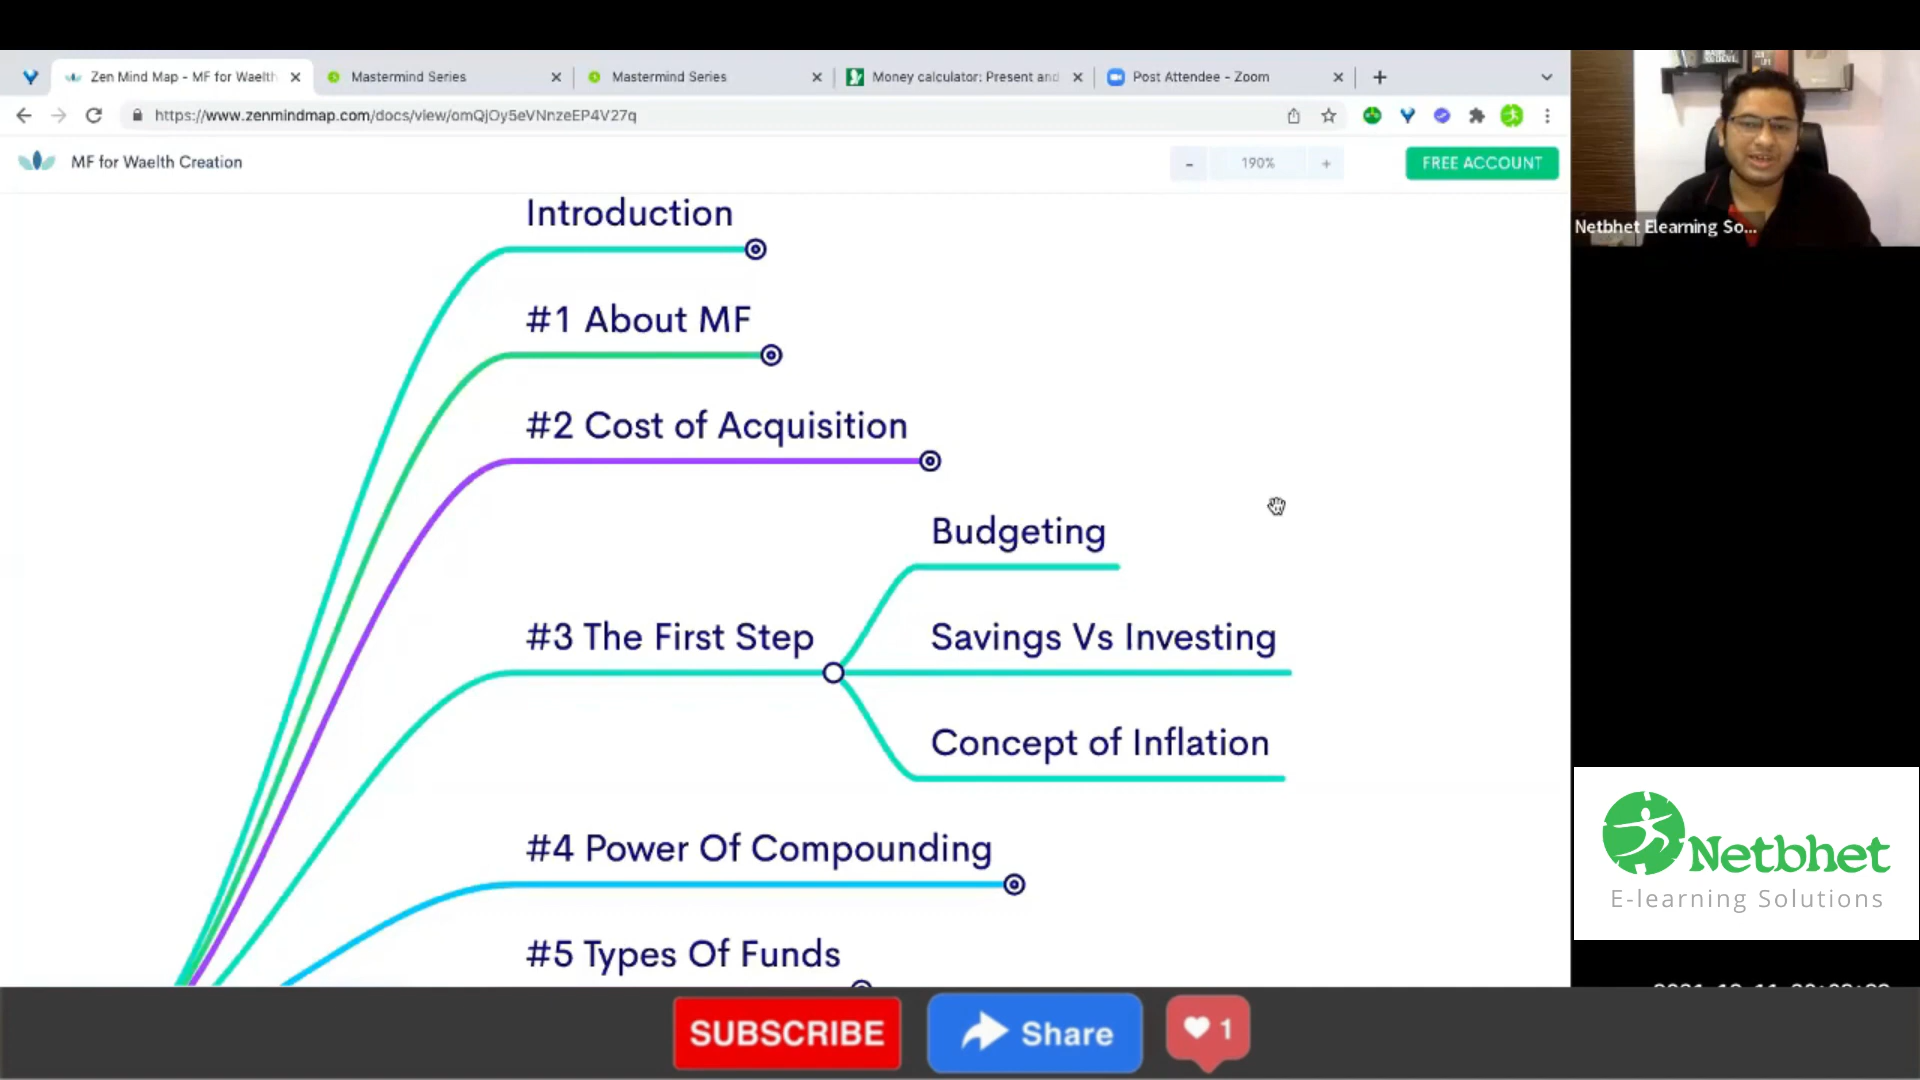 Zen Mind Map - MF for Waelth
Mastermind Series
Mastermind Series
Money calculator: Present and
Post Attendee - Zoom
https://www.zenmindmap.com/docs/view/omQjOy5eVNnzeEP4V27q
MF for Waelth Creation
-
190%
+
FREE ACCOUNT
Netbhet Elearning So...
Introduction
#1 About MF
#2 Cost of Acquisition
Budgeting
#3 The First Step
Savings Vs Investing
Concept of Inflation
#4 Power Of Compounding
#5 Types Of Funds
Netbhet
E-learning Solutions
SUBSCRIBE
Share
1